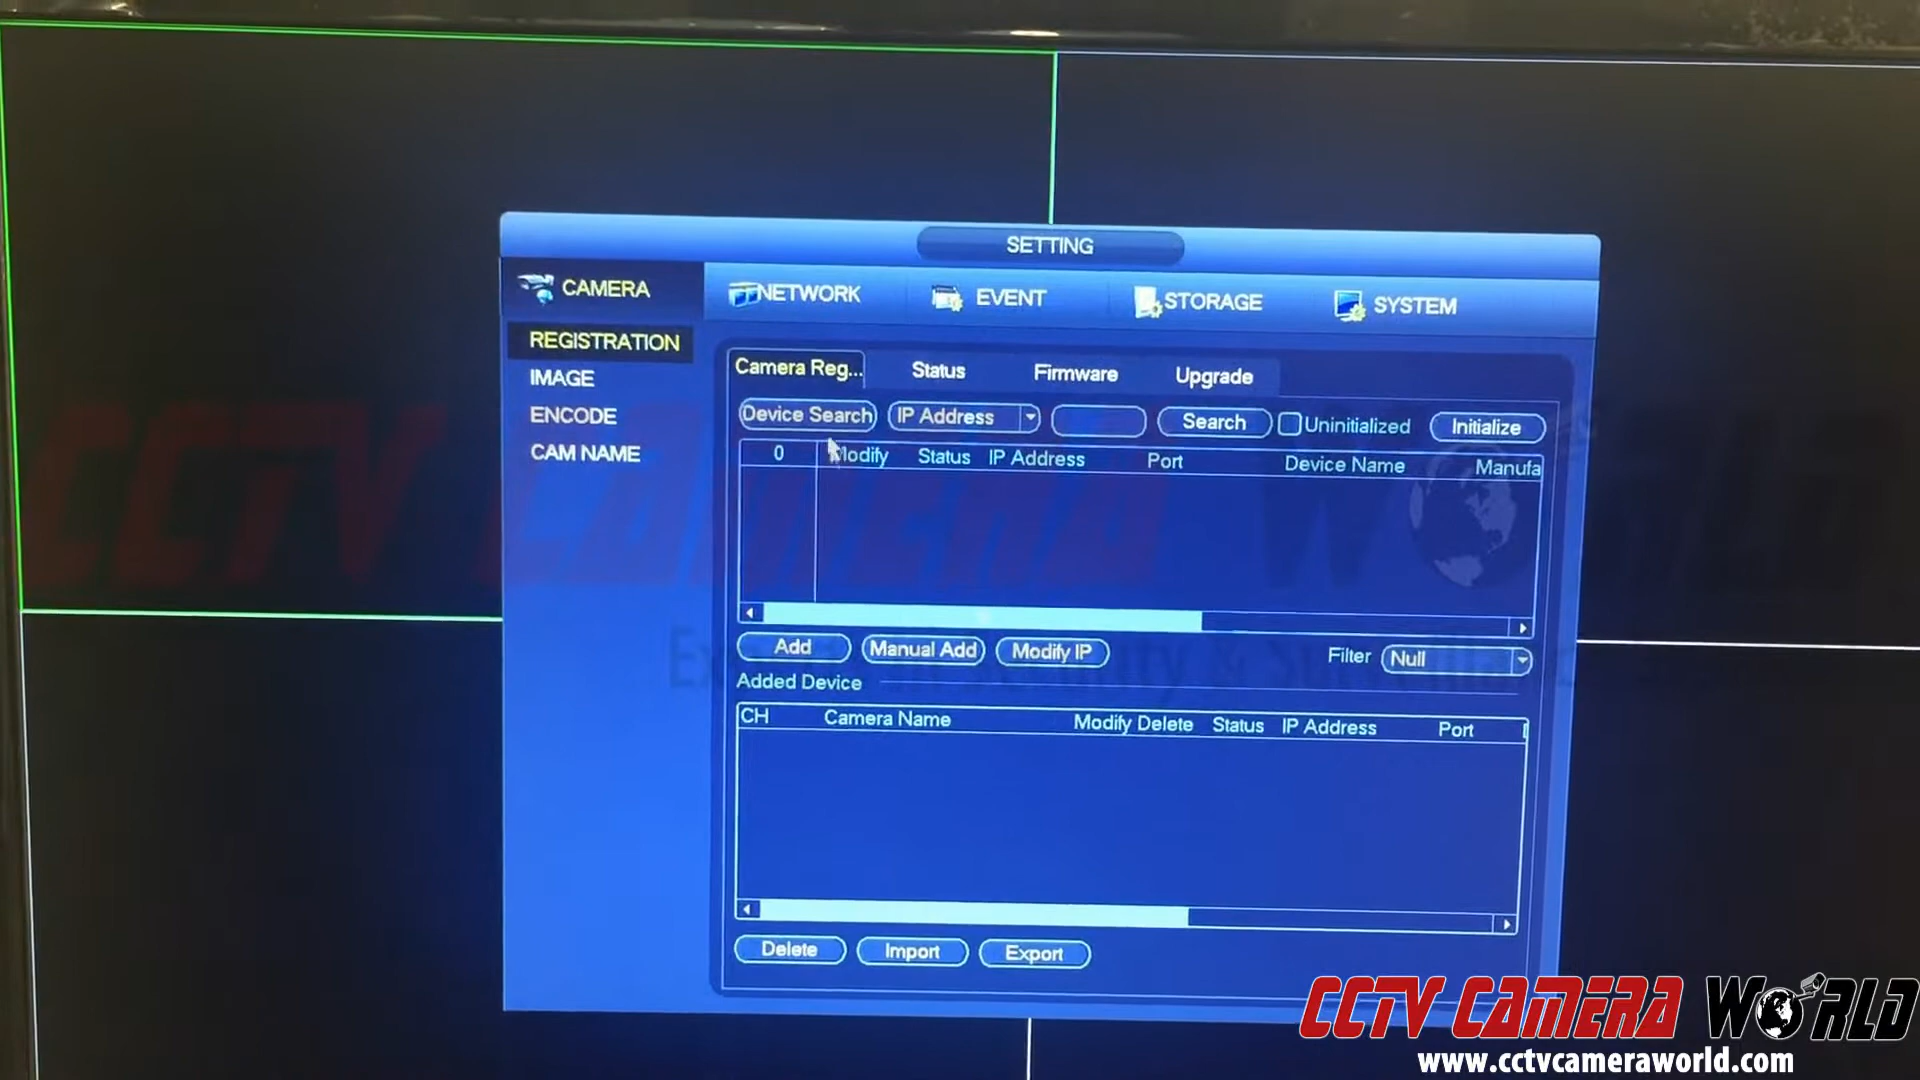 SETTING
CAMERA NETWORK EVENT STORAGE SYSTEM
REGISTRATION
IMAGE
ENCODE
CAM NAME
Camera Reg... Status Firmware Upgrade
Device Search IP Address Search Uninitialized Initialize
0 Modify Status IP Address Port Device Name Manufa
Add Manual Add Modify IP Filter Null
Added Device
CH Camera Name Modify Delete Status IP Address Port
Delete Import Export
CCTV CAMERA WORLD
CCTV CAMERA WORLD
www.cctvcameraworld.com